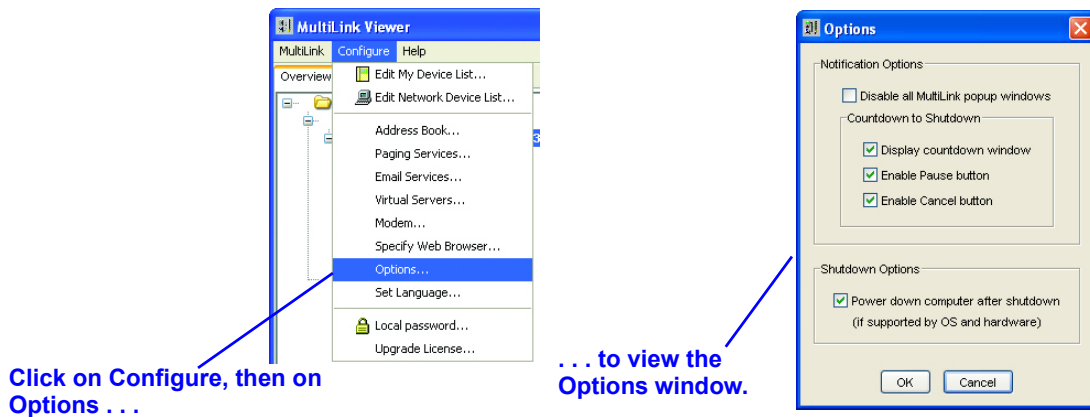 MultiLink Viewer
MultiLink Configure Help
Overview
Edit My Device List...
Edit Network Device List...
Address Book...
Paging Services...
Email Services...
Virtual Servers...
Modem...
Specify Web Browser...
Options...
Set Language...
Local password...
Upgrade License...
Click on Configure, then on
Options . . .
Options
Notification Options
Disable all MultiLink popup windows
Countdown to Shutdown
Display countdown window
Enable Pause button
Enable Cancel button
Shutdown Options
Power down computer after shutdown
(if supported by OS and hardware)
OK Cancel
. . . to view the
Options window.